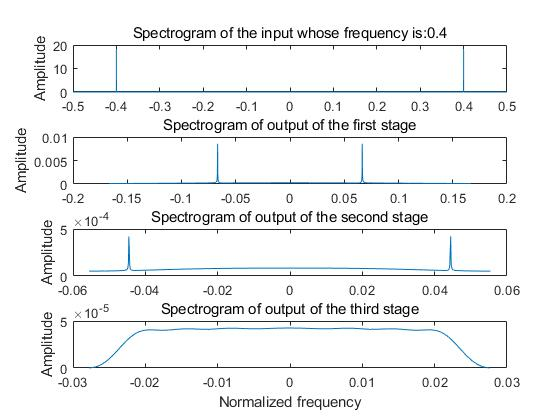 Spectrogram of the input whose frequency is:0.4
Amplitude
20
10
0
-0.5 -0.4 -0.3 -0.2 -0.1 0 0.1 0.2 0.3 0.4 0.5
Spectrogram of output of the first stage
Amplitude
0.01
0.005
0
-0.2 -0.15 -0.1 -0.05 0 0.05 0.1 0.15 0.2
Spectrogram of output of the second stage
Amplitude
×10-4
5
0
-0.06 -0.04 -0.02 0 0.02 0.04 0.06
Spectrogram of output of the third stage
Amplitude
×10-5
5
0
-0.03 -0.02 -0.01 0 0.01 0.02 0.03
Normalized frequency